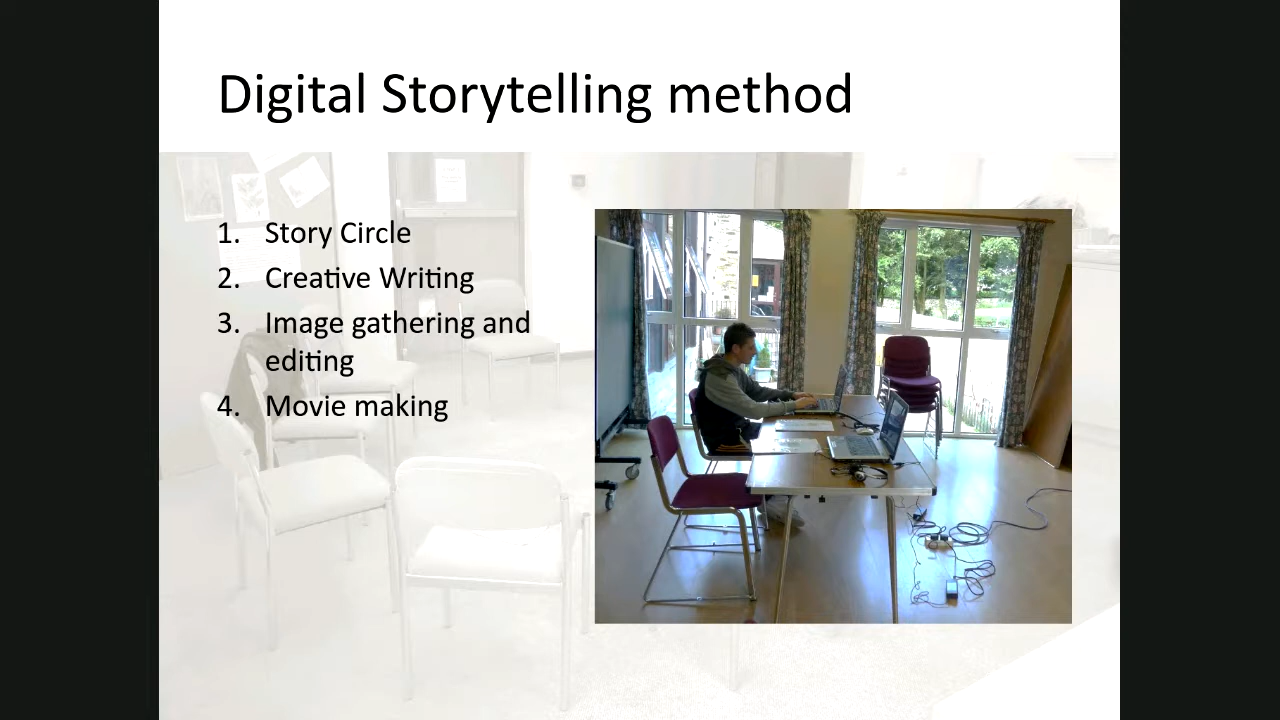 Digital Storytelling method
1. Story Circle
2. Creative Writing
3. Image gathering and
editing
4. Movie making